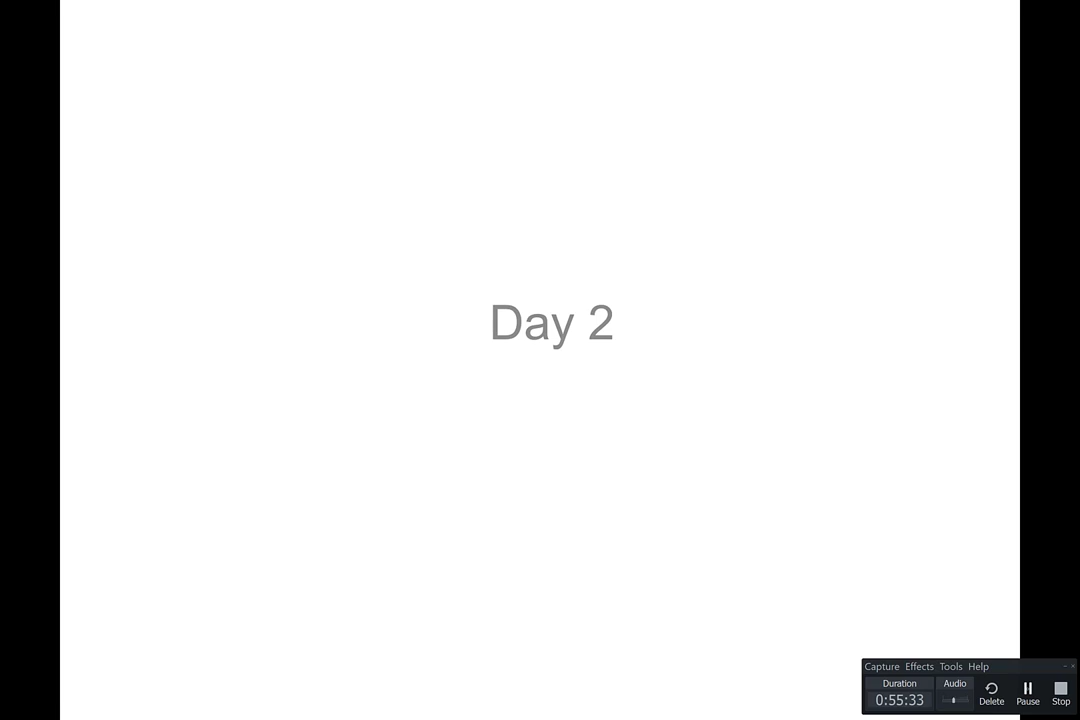 Day 2
Capture Effects Tools Help
Duration Audio
0:55:33 Delete Pause Stop